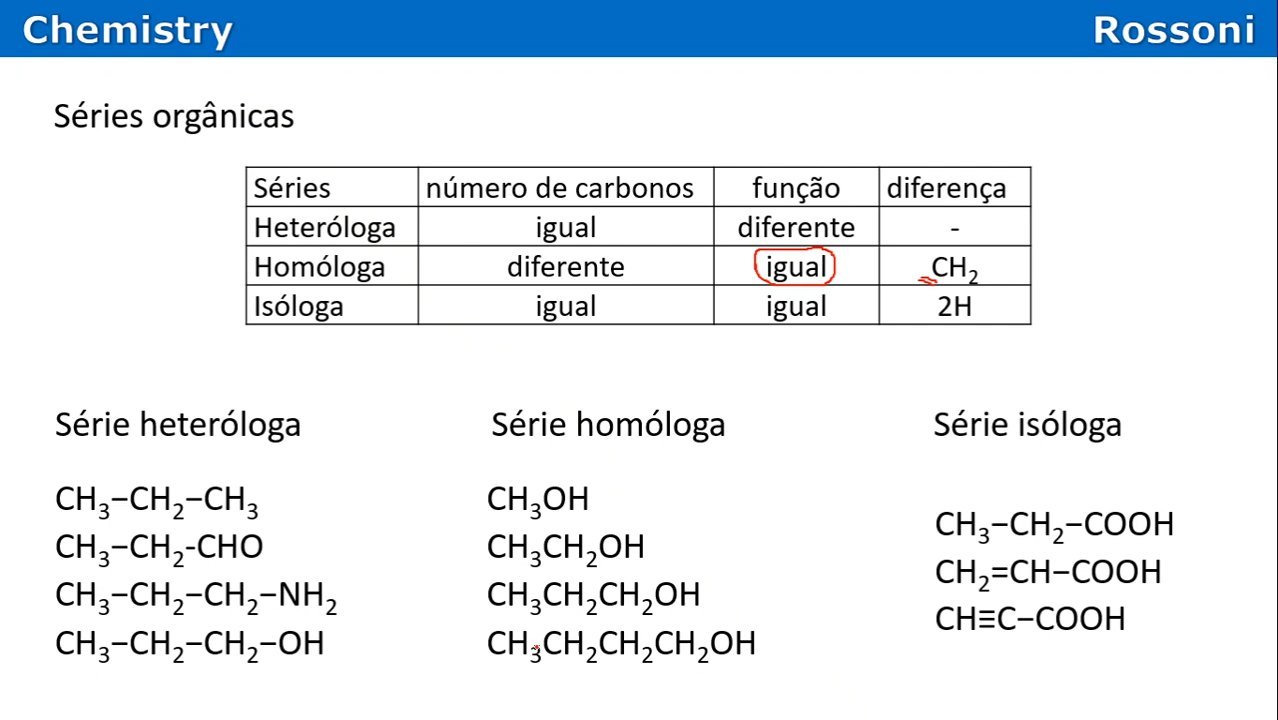 Chemistry Rossoni
Séries orgânicas
Séries número de carbonos função diferença
Heteróloga igual diferente -
Homóloga diferente igual CH₂
Isóloga igual igual 2H
Série heteróloga
CH₃−CH₂−CH₃
CH₃−CH₂-CHO
CH₃−CH₂−CH₂−NH₂
CH₃−CH₂−CH₂−OH
Série homóloga
CH₃OH
CH₃CH₂OH
CH₃CH₂CH₂OH
CH₃CH₂CH₂CH₂OH
Série isóloga
CH₃−CH₂−COOH
CH₂=CH−COOH
CH≡C−COOH